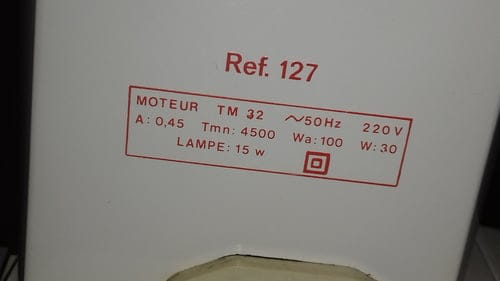 Ref. 127
MOTEUR TM 32 ~50Hz 220V
A: 0,45 Tmn: 4500 Wa:100 W:30
LAMPE: 15 w